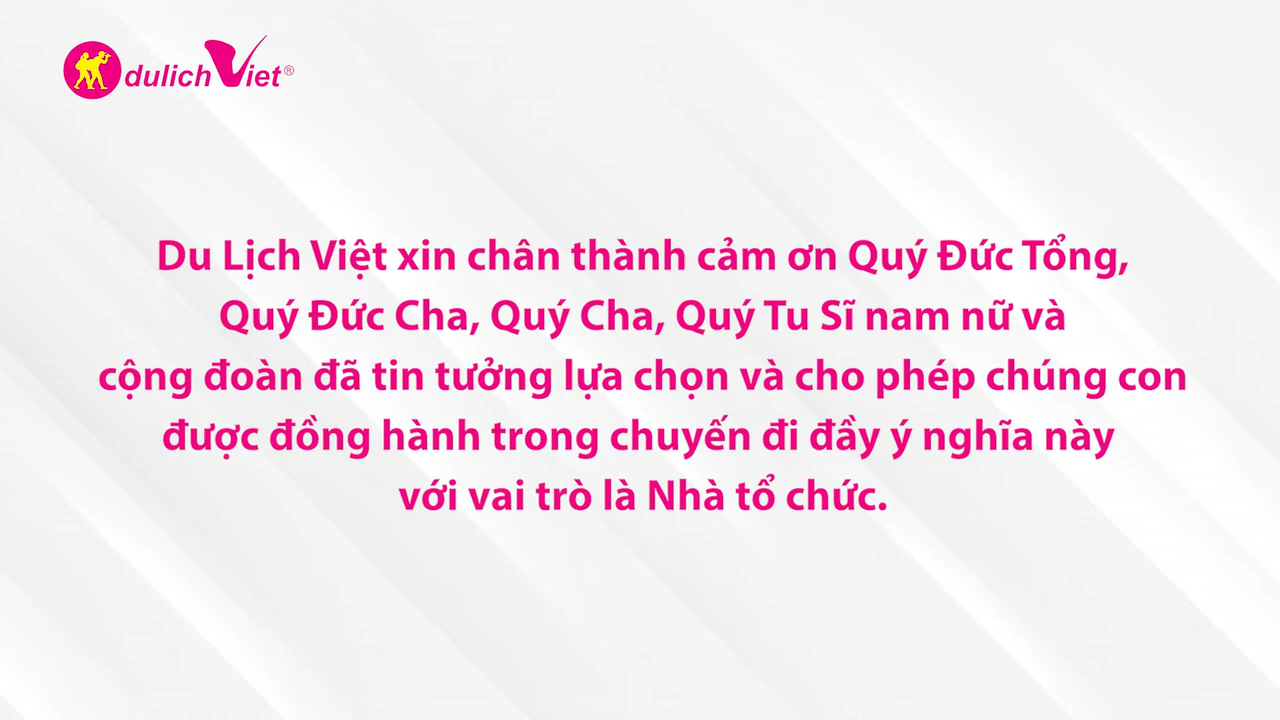 dulichViet®
Du Lịch Việt xin chân thành cảm ơn Quý Đức Tổng,
Quý Đức Cha, Quý Cha, Quý Tu Sĩ nam nữ và
cộng đoàn đã tin tưởng lựa chọn và cho phép chúng con
được đồng hành trong chuyến đi đầy ý nghĩa này
với vai trò là Nhà tổ chức.